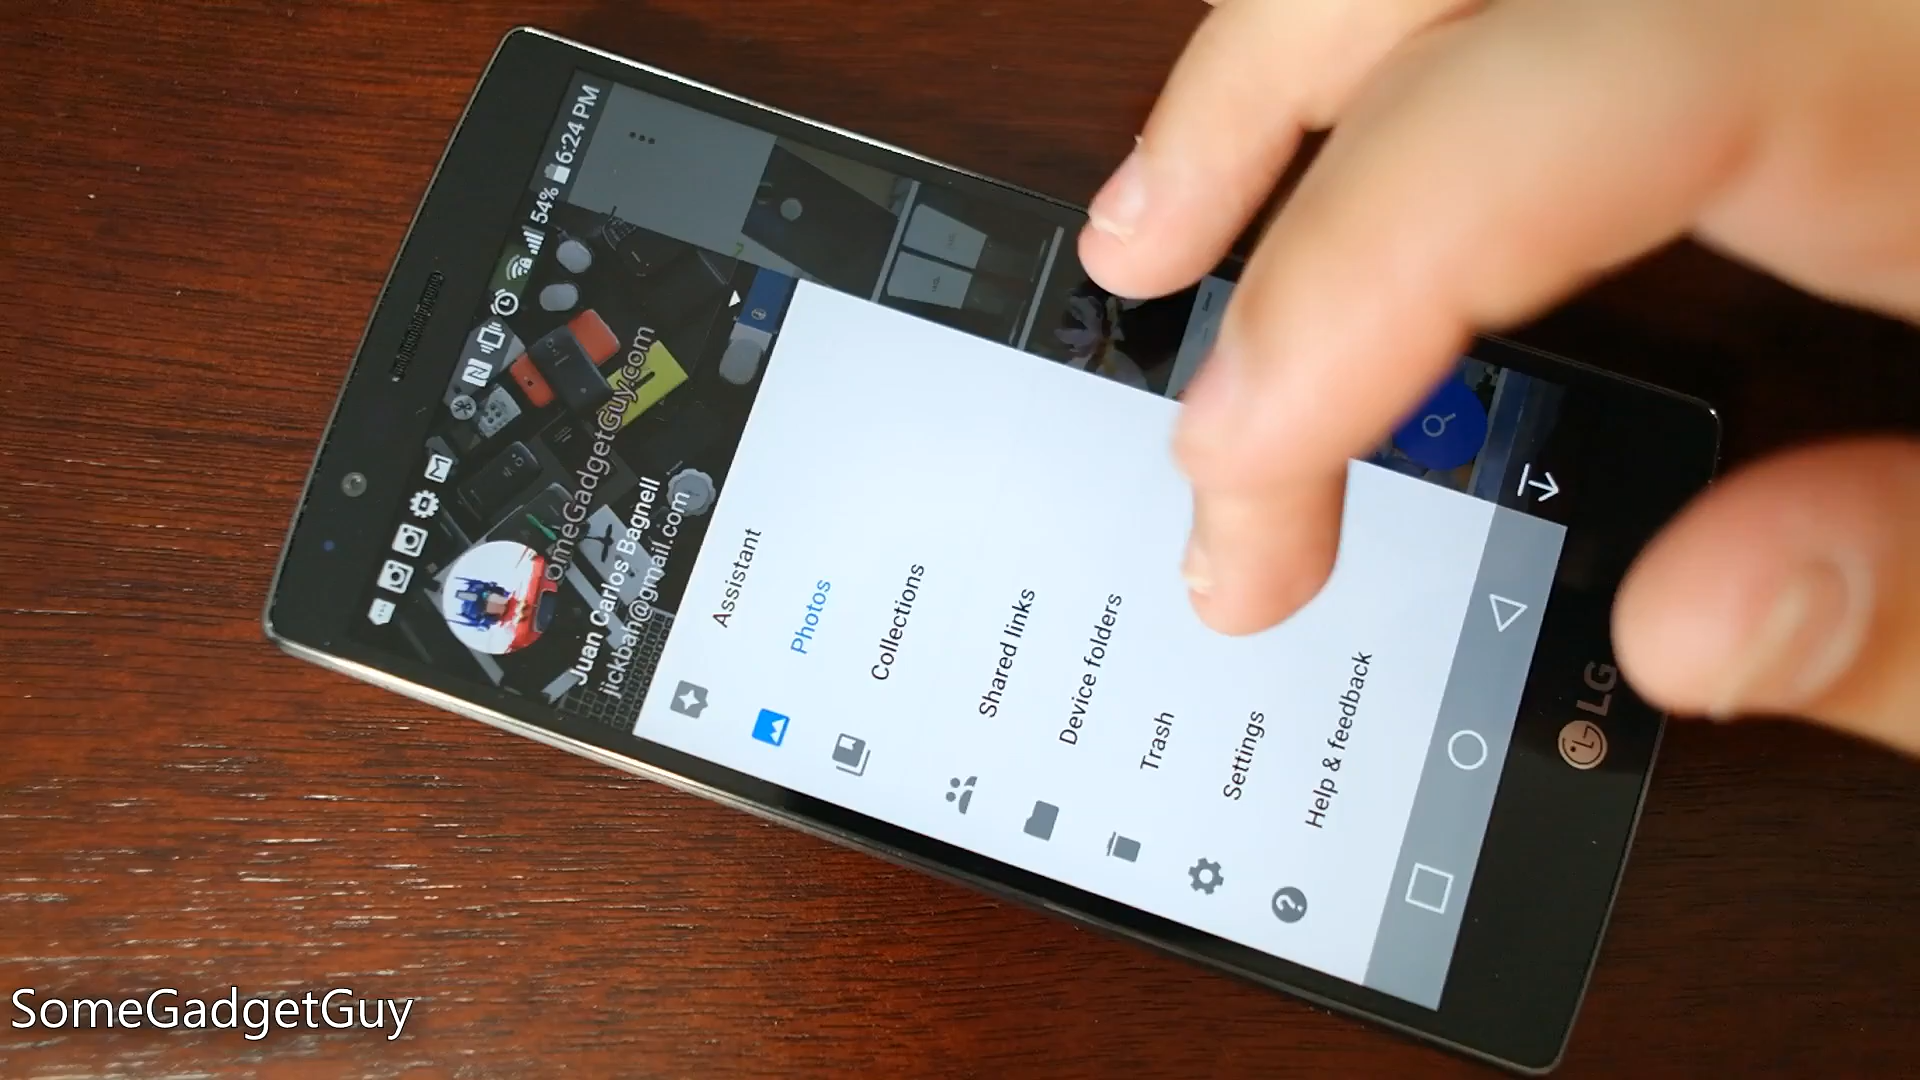 54% 6:24 PM
SomeGadgetGuy.com
Juan Carlos Bagnell
jickbah@gmail.com
Assistant
Photos
Collections
Shared links
Device folders
Trash
Settings
Help & feedback
LG
SomeGadgetGuy